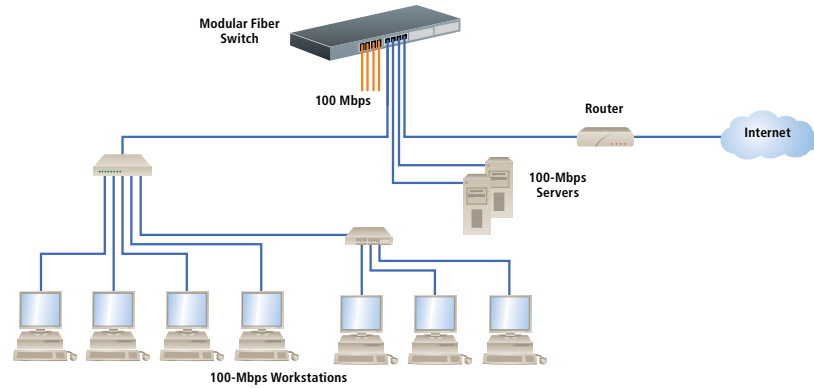 Modular Fiber
Switch
100 Mbps
Router
Internet
100-Mbps
Servers
100-Mbps Workstations